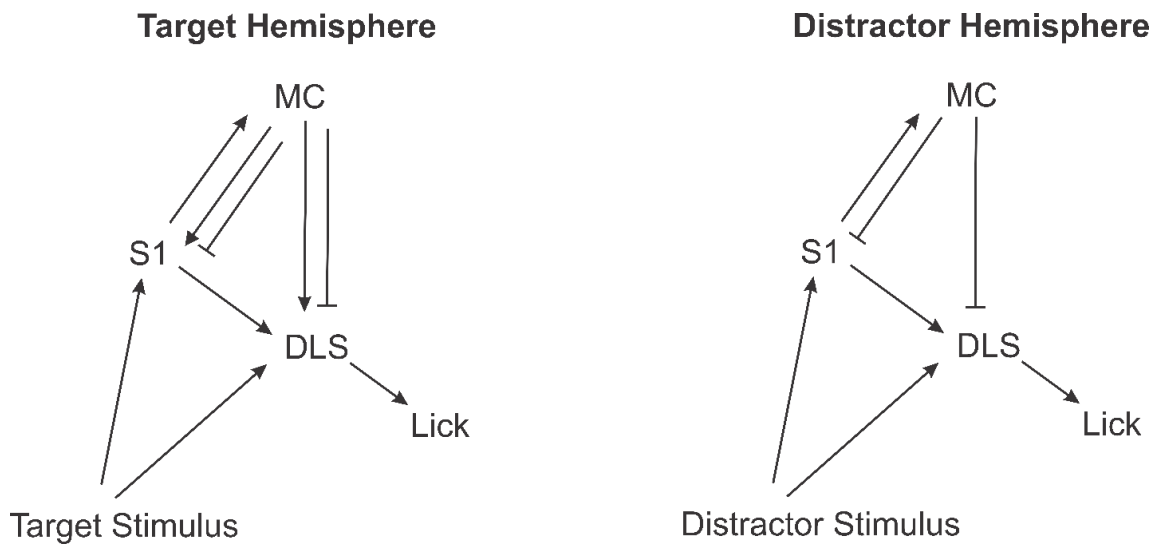 Target Hemisphere
MC
S1
DLS
Lick
Target Stimulus
Distractor Hemisphere
MC
S1
DLS
Lick
Distractor Stimulus